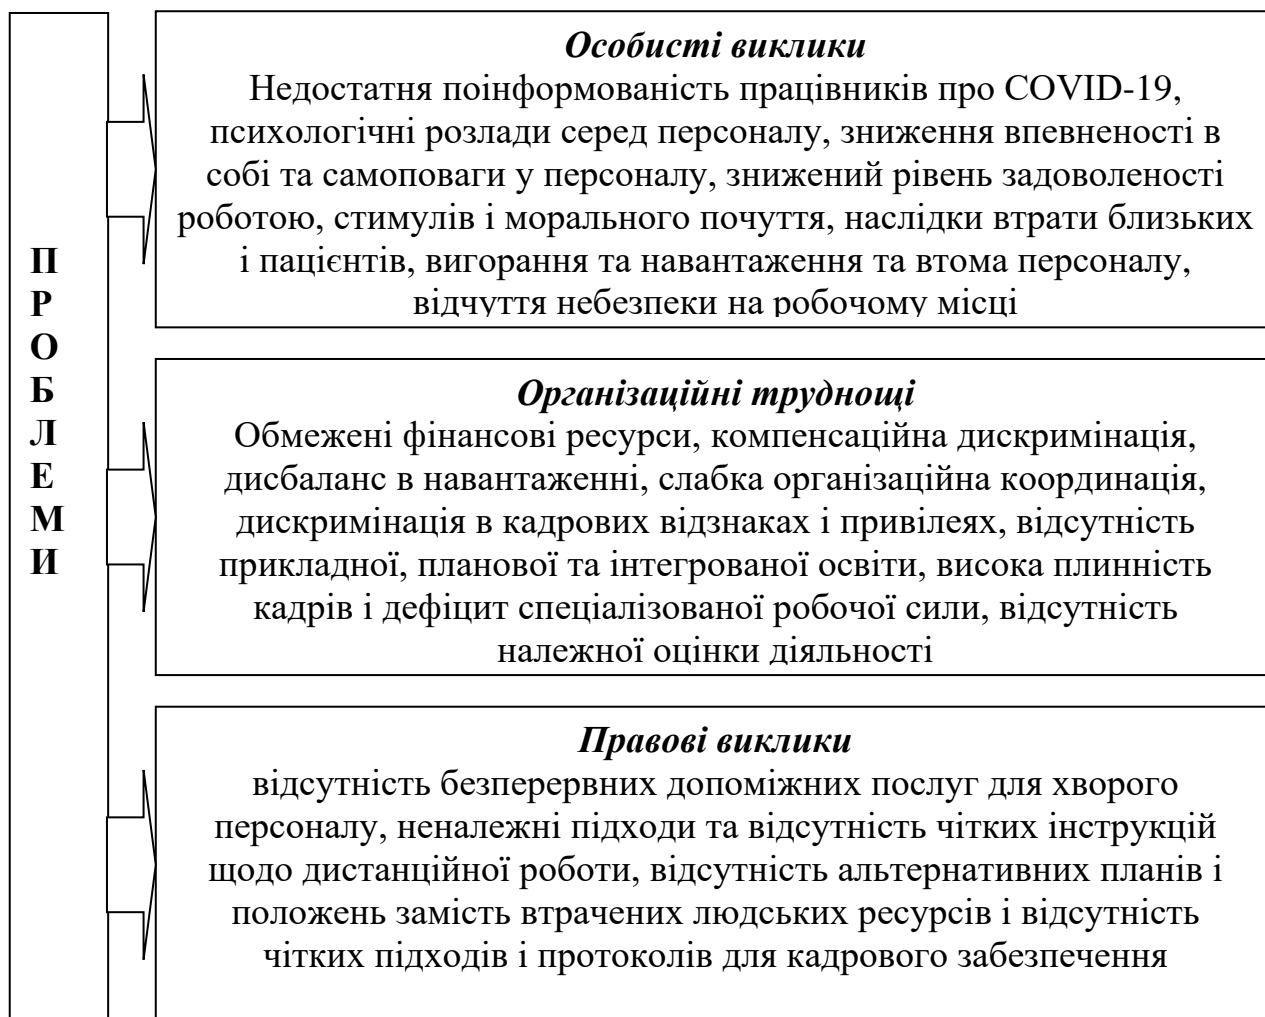 П
Р
О
Б
Л
Е
М
И
Особисті виклики
Недостатня поінформованість працівників про COVID-19,
психологічні розлади серед персоналу, зниження впевненості в
собі та самоповаги у персоналу, знижений рівень задоволеності
роботою, стимулів і морального почуття, наслідки втрати близьких
і пацієнтів, вигорання та навантаження та втома персоналу,
відчуття небезпеки на робочому місці
Організаційні труднощі
Обмежені фінансові ресурси, компенсаційна дискримінація,
дисбаланс в навантаженні, слабка організаційна координація,
дискримінація в кадрових відзнаках і привілеях, відсутність
прикладної, планової та інтегрованої освіти, висока плинність
кадрів і дефіцит спеціалізованої робочої сили, відсутність
належної оцінки діяльності
Правові виклики
відсутність безперервних допоміжних послуг для хворого
персоналу, неналежні підходи та відсутність чітких інструкцій
щодо дистанційної роботи, відсутність альтернативних планів і
положень замість втрачених людських ресурсів і відсутність
чітких підходів і протоколів для кадрового забезпечення